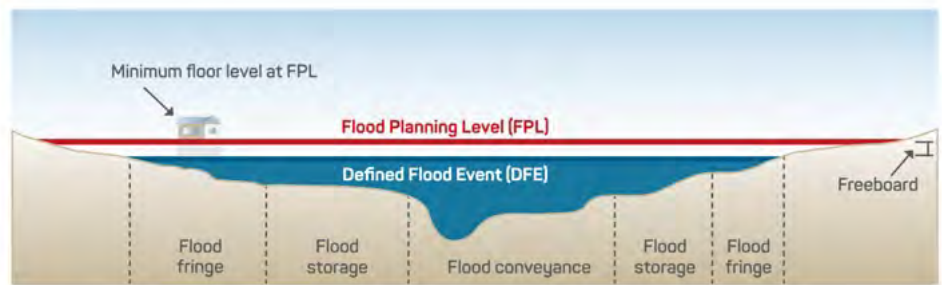 Minimum floor level at FPL
Flood Planning Level (FPL)
Defined Flood Event (DFE)
Freeboard
Flood
fringe
Flood
storage
Flood conveyance
Flood
storage
Flood
fringe